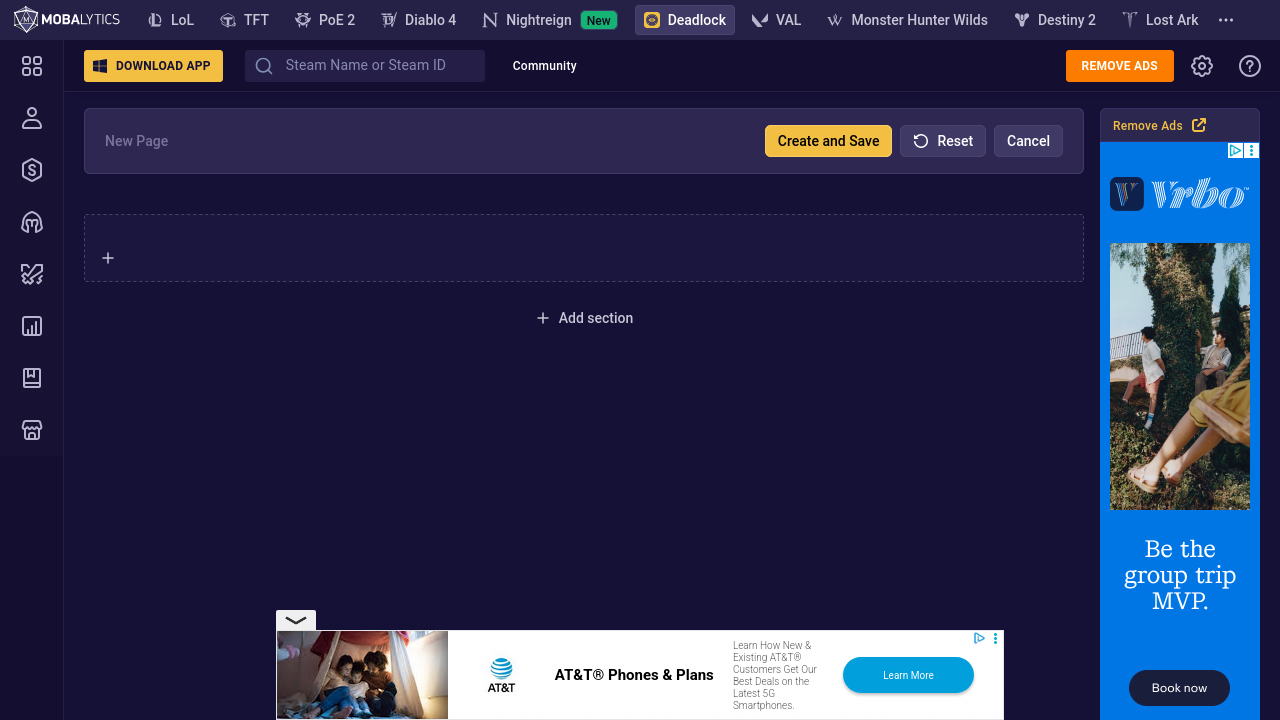 MOBALYTICS
LoL
TFT
PoE 2
Diablo 4
Nightreign New
Deadlock
VAL
Monster Hunter Wilds
Destiny 2
Lost Ark
DOWNLOAD APP
Steam Name or Steam ID
Community
REMOVE ADS
New Page
Create and Save
Reset
Cancel
Add section
Remove Ads
Vrbo™
Be the
group trip
MVP.
Book now
AT&T
AT&T® Phones & Plans
Learn How New &
Existing AT&T®
Customers Get Our
Best Deals on the
Latest 5G
Smartphones.
Learn More